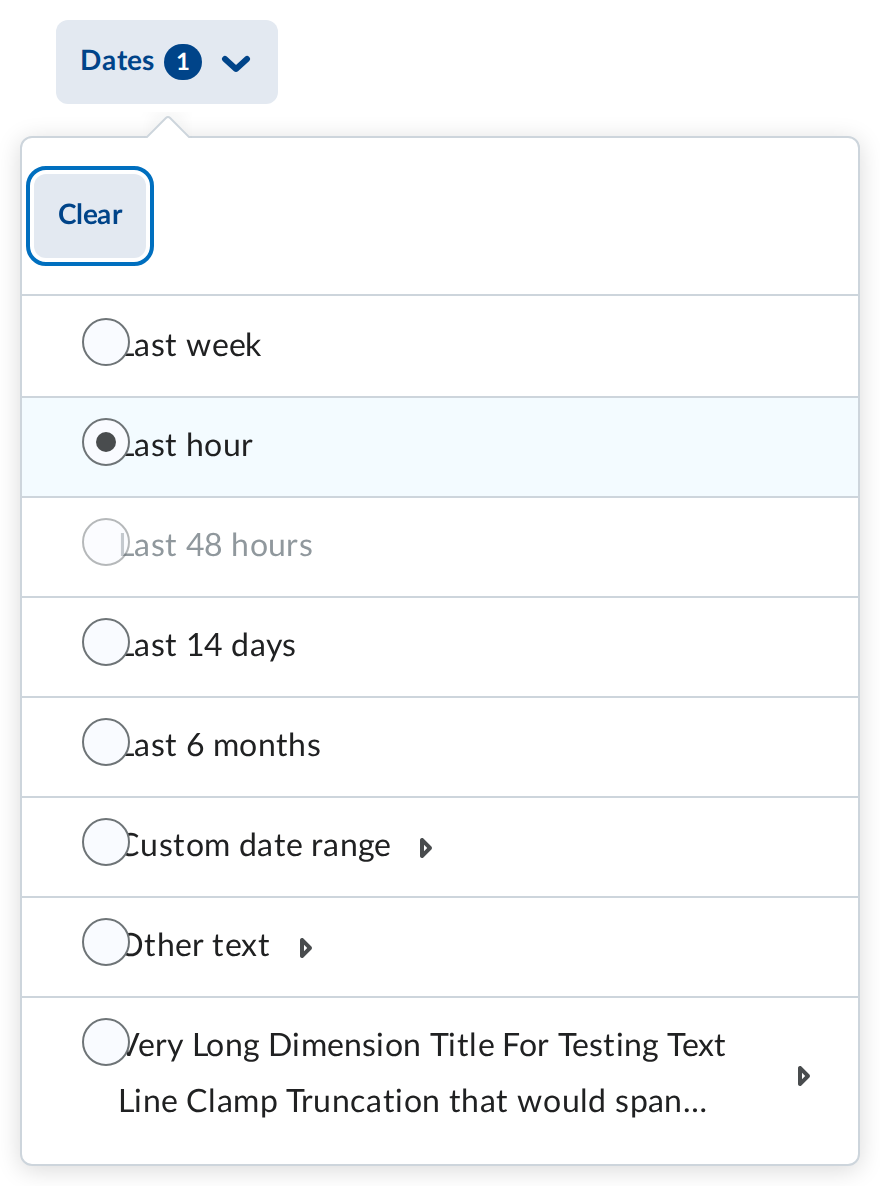 Dates 1
Clear
Last week
Last hour
Last 48 hours
Last 14 days
Last 6 months
Custom date range
Other text
Very Long Dimension Title For Testing Text
Line Clamp Truncation that would span...